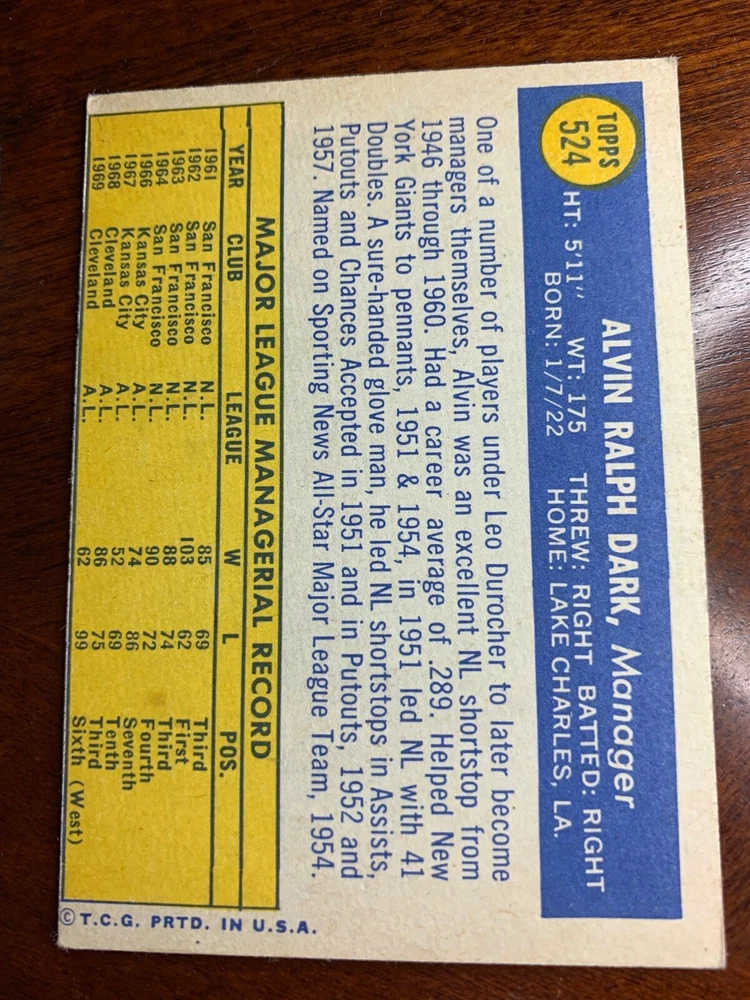 TOPPS
524
ALVIN RALPH DARK, Manager
HT: 5'11" WT: 175 THREW: RIGHT BATTED: RIGHT
BORN: 1/7/22 HOME: LAKE CHARLES, LA.
One of a number of players under Leo Durocher to later become
managers themselves, Alvin was an excellent NL shortstop from
1946 through 1960. Had a career average of .289. Helped New
York Giants to pennants, 1951 & 1954, in 1951 led NL with 41
Doubles. A sure-handed glove man, he led NL shortstops in Assists,
Putouts and Chances Accepted in 1951 and in Putouts, 1952 and
1957. Named on Sporting News All-Star Major League Team, 1954.
MAJOR LEAGUE MANAGERIAL RECORD
YEAR CLUB LEAGUE W L POS.
1961 San Francisco N.L. 85 69 Third
1962 San Francisco N.L. 103 62 First
1963 San Francisco N.L. 88 74 Third
1964 San Francisco N.L. 90 72 Fourth
1966 Kansas City A.L. 74 86 Seventh
1967 Kansas City A.L. 52 69 Tenth
1968 Cleveland A.L. 86 75 Third
1969 Cleveland A.L. 62 99 Sixth (West)
© T.C.G. PRTD. IN U.S.A.